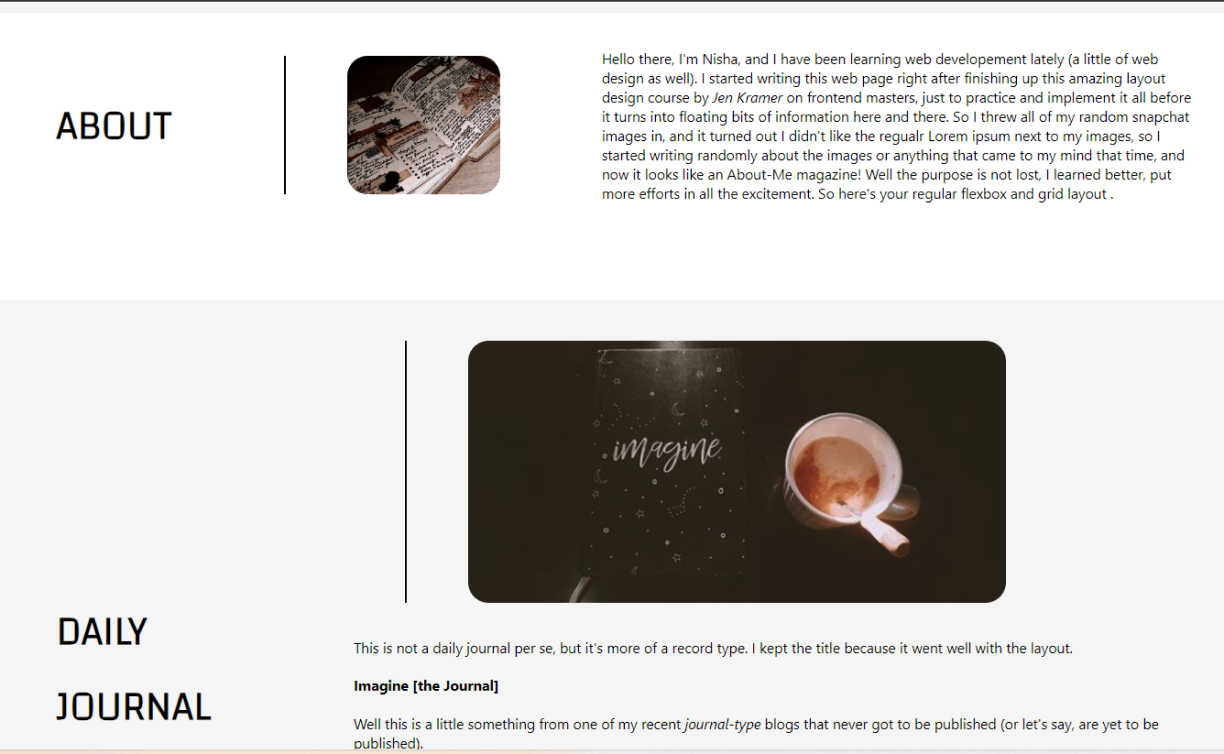 ABOUT
Hello there, I'm Nisha, and I have been learning web developement lately (a little of web
design as well). I started writing this web page right after finishing up this amazing layout
design course by Jen Kramer on frontend masters, just to practice and implement it all before
it turns into floating bits of information here and there. So I threw all of my random snapchat
images in, and it turned out I didn't like the regualr Lorem ipsum next to my images, so I
started writing randomly about the images or anything that came to my mind that time, and
now it looks like an About-Me magazine! Well the purpose is not lost, I learned better, put
more efforts in all the excitement. So here's your regular flexbox and grid layout .
imagine
DAILY
JOURNAL
This is not a daily journal per se, but it's more of a record type. I kept the title because it went well with the layout.
Imagine [the Journal]
Well this is a little something from one of my recent journal-type blogs that never got to be published (or let's say, are yet to be
published).